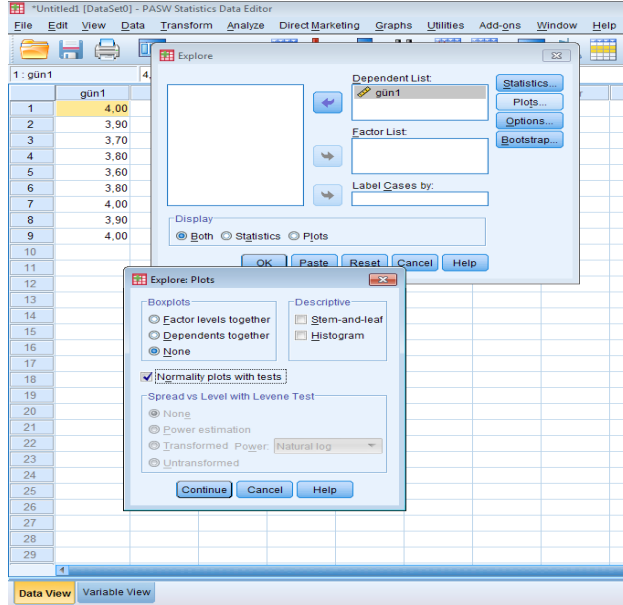 *Untitled1 [DataSet0] - PASW Statistics Data Editor
File Edit View Data Transform Analyze Direct Marketing Graphs Utilities Add-ons Window Help
1 : gün1
4,
gün1
1 4,00
2 3,90
3 3,70
4 3,80
5 3,60
6 3,80
7 4,00
8 3,90
9 4,00
10
11
12
13
14
15
16
17
18
19
20
21
22
23
24
25
26
27
28
29
Explore
Dependent List:
gün1
Factor List:
Label Cases by:
Statistics...
Plots...
Options...
Bootstrap...
Display
Both Statistics Plots
OK Paste Reset Cancel Help
Explore: Plots
Boxplots
Factor levels together
Dependents together
None
Descriptive
Stem-and-leaf
Histogram
Normality plots with tests
Spread vs Level with Levene Test
None
Power estimation
Transformed Power: Natural log
Untransformed
Continue Cancel Help
Data View Variable View